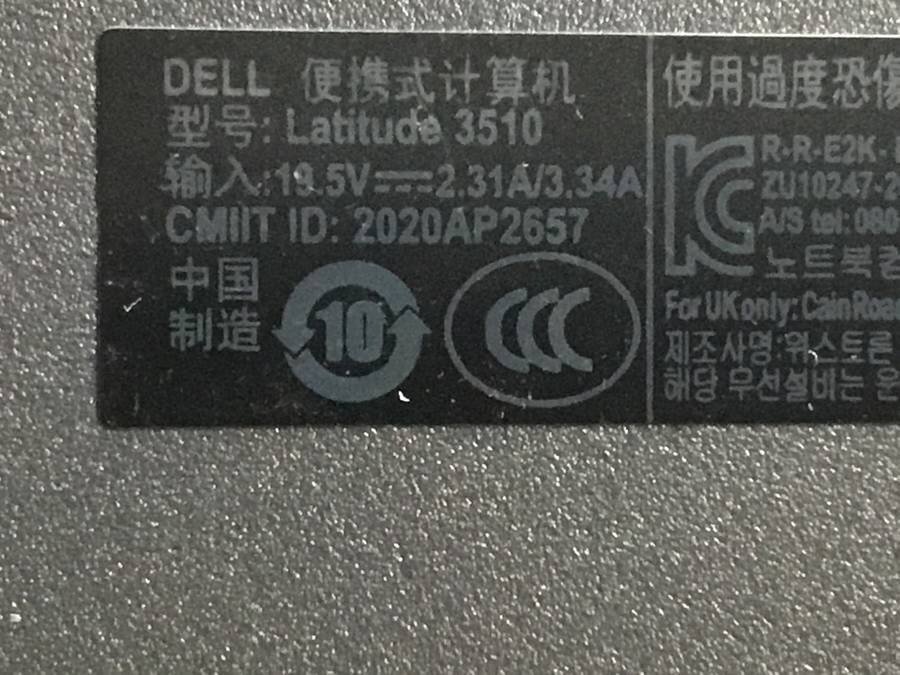 DELL 便携式计算机
型号: Latitude 3510
输入:19.5V⎓2.31A/3.34A
CMIIT ID: 2020AP2657
中国
制造
10
CCC
使用過度恐傷
R-R-E2K-
ZU10247-2
A/S tel: 080
노트북컴
For UK only: Cain Road
제조사명:위스트론
해당 무선설비는 운